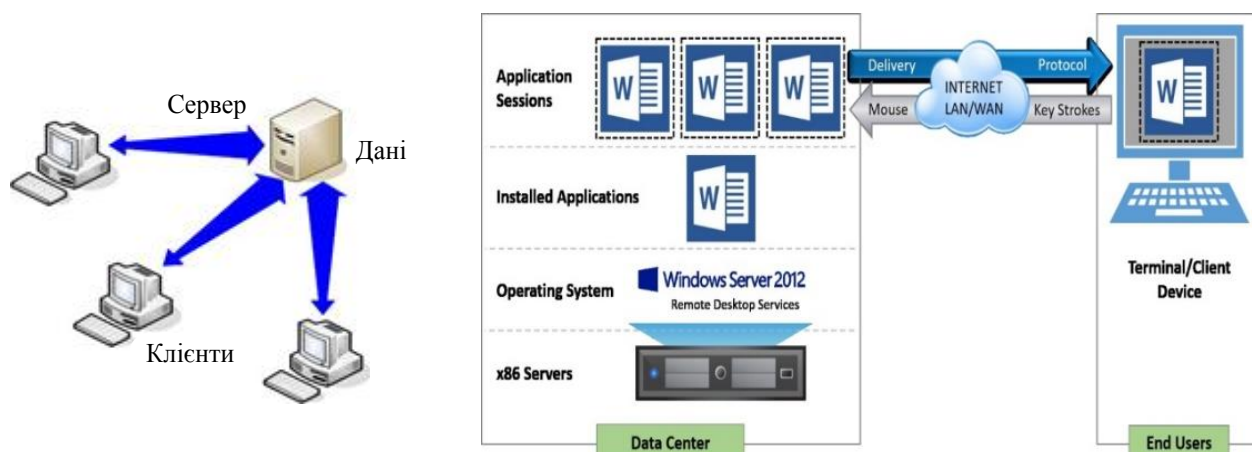 Сервер
Дані
Клієнти
Application
Sessions
W
W
W
Delivery
Protocol
INTERNET
LAN/WAN
Mouse
Key Strokes
W
Installed Applications
W
Operating System
Windows Server 2012
Remote Desktop Services
x86 Servers
Data Center
Terminal/Client
Device
End Users